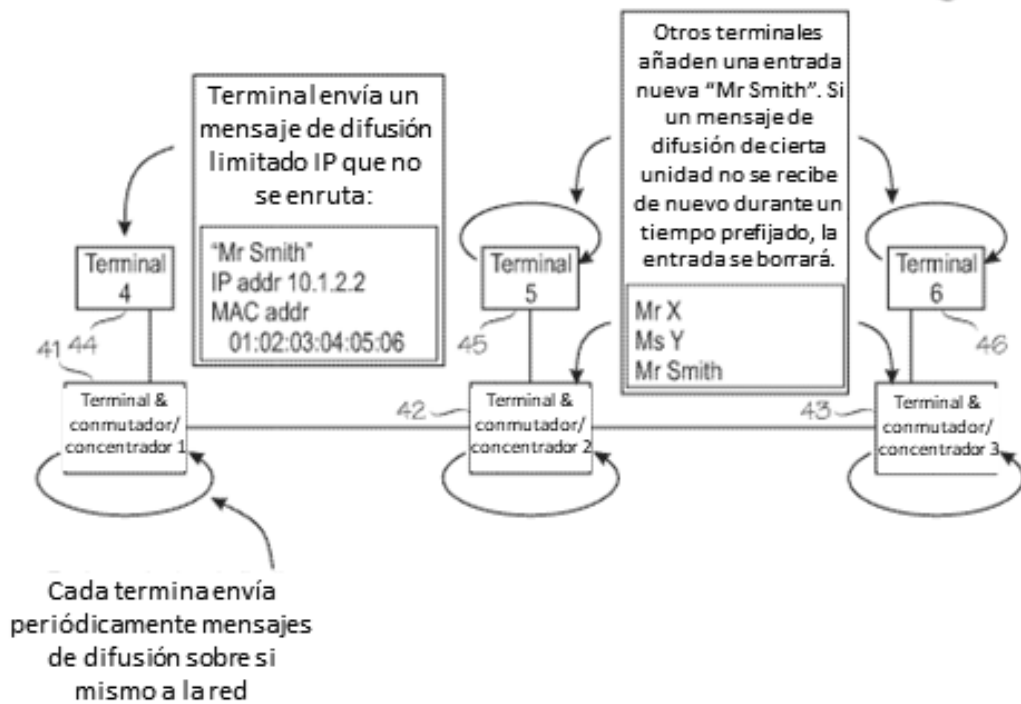 Terminal envía un
mensaje de difusión
limitado IP que no
se enruta:
"Mr Smith"
IP addr 10.1.2.2
MAC addr
01:02:03:04:05:06
Otros terminales
añaden una entrada
nueva "Mr Smith". Si
un mensaje de
difusión de cierta
unidad no se recibe
de nuevo durante un
tiempo prefijado, la
entrada se borrará.
Mr X
Ms Y
Mr Smith
Terminal
4
44
Terminal
5
45
Terminal
6
46
41
Terminal &
conmutador/
concentrador 1
42
Terminal &
conmutador/
concentrador 2
43
Terminal &
conmutador/
concentrador 3
Cada termina envía
periódicamente mensajes
de difusión sobre si
mismo a la red